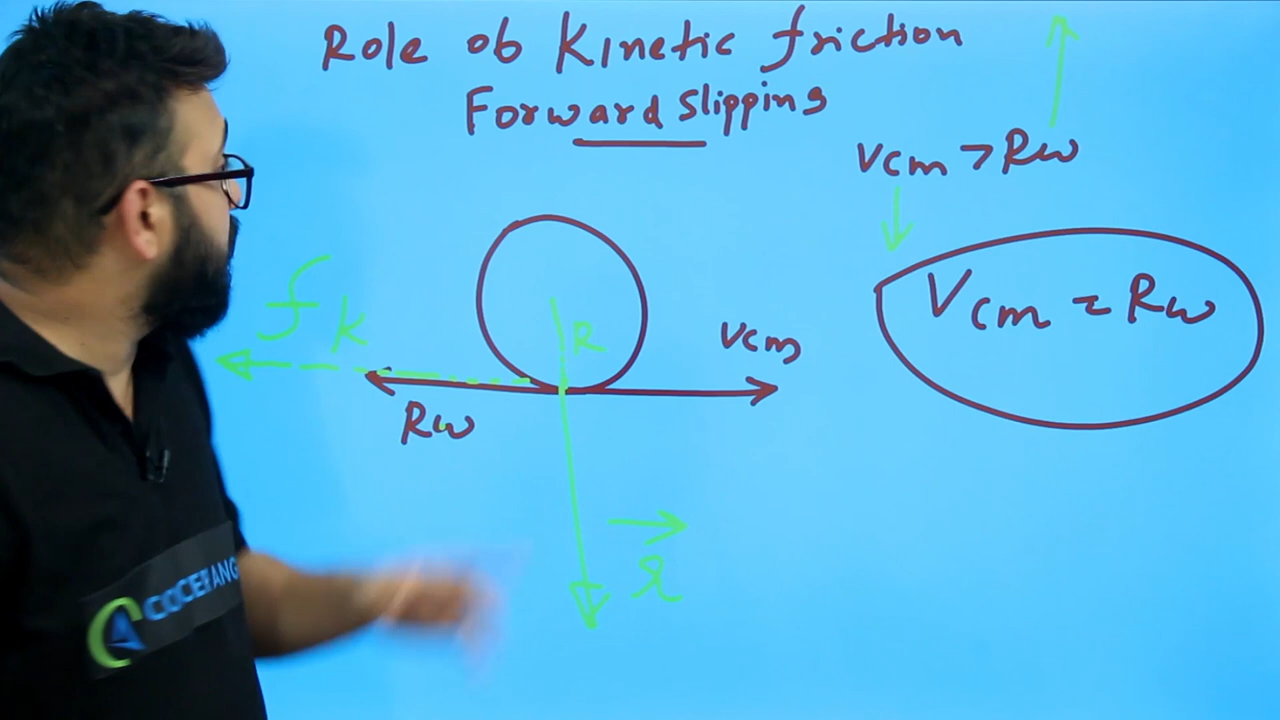 Role of Kinetic friction
Forward slipping
Vcm > Rω
Vcm = Rω
fk
R
Vcm
Rω
r